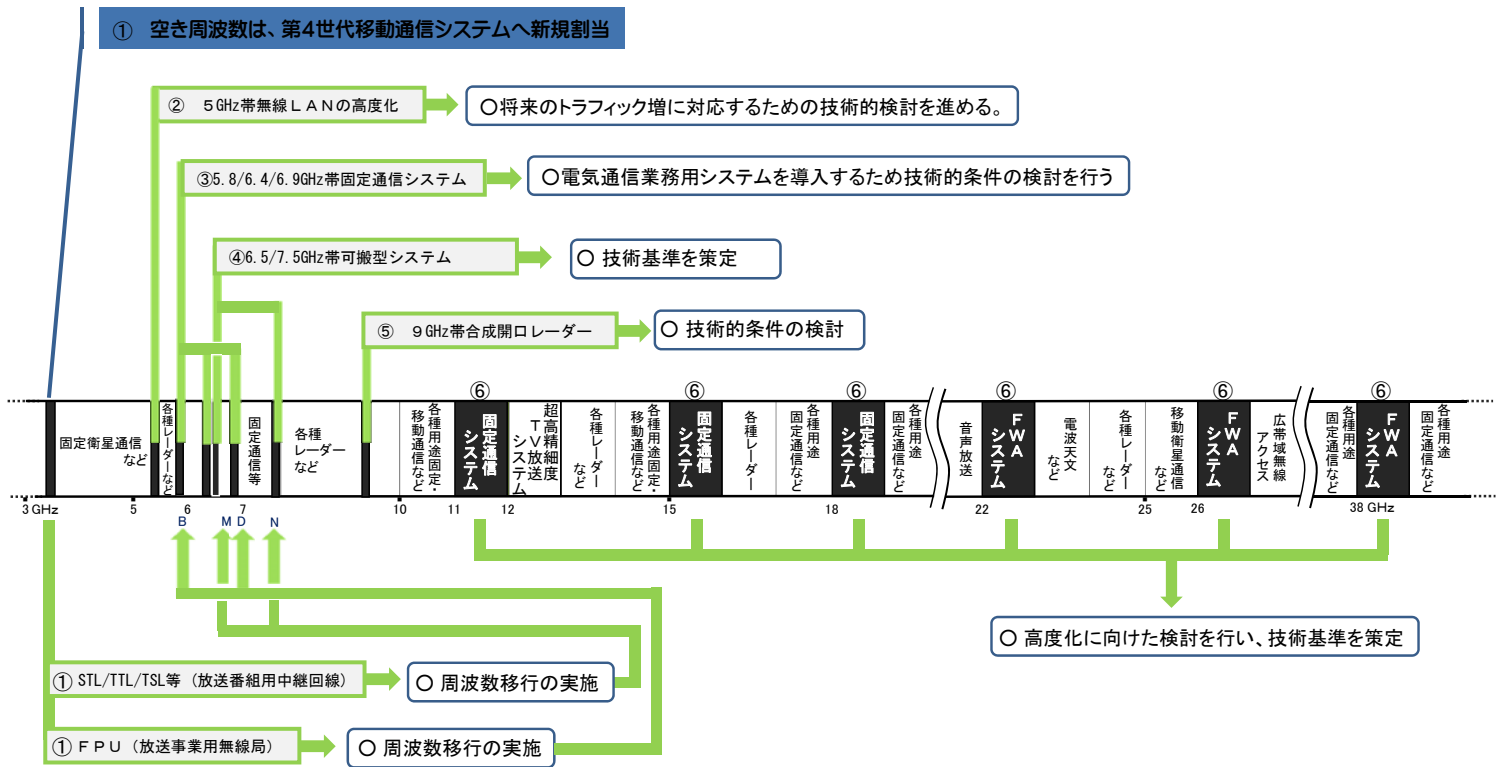 ① 空き周波数は、第4世代移動通信システムへ新規割当
② 5GHz帯無線LANの高度化
○将来のトラフィック増に対応するための技術的検討を進める。
③5.8/6.4/6.9GHz帯固定通信システム
○電気通信業務用システムを導入するため技術的条件の検討を行う
④6.5/7.5GHz帯可搬型システム
○ 技術基準を策定
⑤ 9GHz帯合成開口レーダー
○ 技術的条件の検討
⑥ ⑥ ⑥ ⑥ ⑥ ⑥
固定衛星通信
など
各種レーダーなど
固定通信等
各種
レーダー
など
各種用途固定・
移動通信など
固定通信
システム
超高精細度
TV放送
システム
各種レーダー
など
各種用途固定・
移動通信など
固定通信
システム
各種レーダー
各種用途
固定通信など
固定通信
システム
各種用途
固定通信など
音声放送
FWA
システム
電波天文
など
各種レーダー
など
移動衛星通信
など
FWA
システム
広帯域無線
アクセス
各種用途
固定通信など
FWA
システム
各種用途
固定通信など
3 GHz 5 6 7 10 11 12 15 18 22 25 26 38 GHz
B M D N
○ 高度化に向けた検討を行い、技術基準を策定
① STL/TTL/TSL等 (放送番組用中継回線)
○ 周波数移行の実施
① FPU (放送事業用無線局)
○ 周波数移行の実施